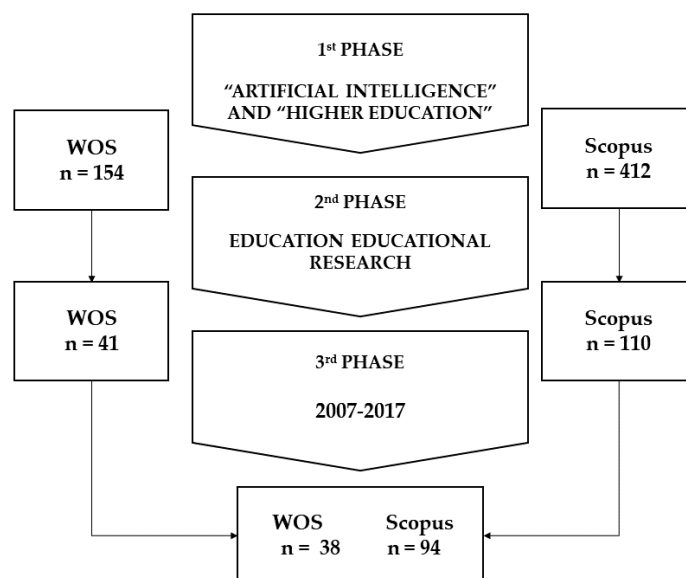 1st PHASE
“ARTIFICIAL INTELLIGENCE”
AND “HIGHER EDUCATION”
WOS
n = 154
Scopus
n = 412
2nd PHASE
EDUCATION EDUCATIONAL
RESEARCH
WOS
n = 41
Scopus
n = 110
3rd PHASE
2007-2017
WOS Scopus
n = 38 n = 94